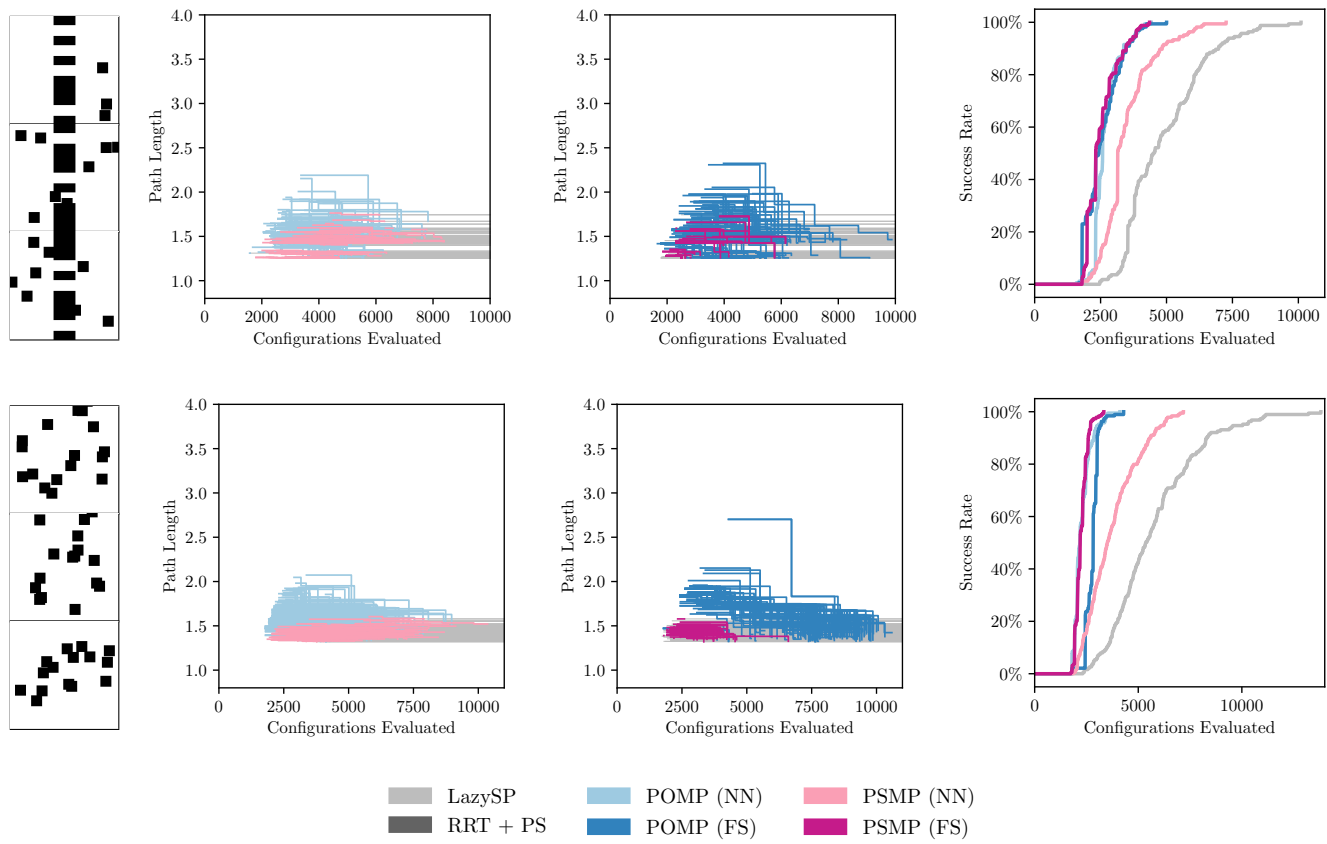 4.0
3.5
3.0
2.5
2.0
1.5
1.0
Path Length
0 2000 4000 6000 8000 10000
Configurations Evaluated
4.0
3.5
3.0
2.5
2.0
1.5
1.0
Path Length
0 2000 4000 6000 8000 10000
Configurations Evaluated
100%
80%
60%
40%
20%
0%
Success Rate
0 2500 5000 7500 10000
Configurations Evaluated
4.0
3.5
3.0
2.5
2.0
1.5
1.0
Path Length
0 2500 5000 7500 10000
Configurations Evaluated
4.0
3.5
3.0
2.5
2.0
1.5
1.0
Path Length
0 2500 5000 7500 10000
Configurations Evaluated
100%
80%
60%
40%
20%
0%
Success Rate
0 5000 10000
Configurations Evaluated
LazySP
RRT + PS
POMP (NN)
POMP (FS)
PSMP (NN)
PSMP (FS)